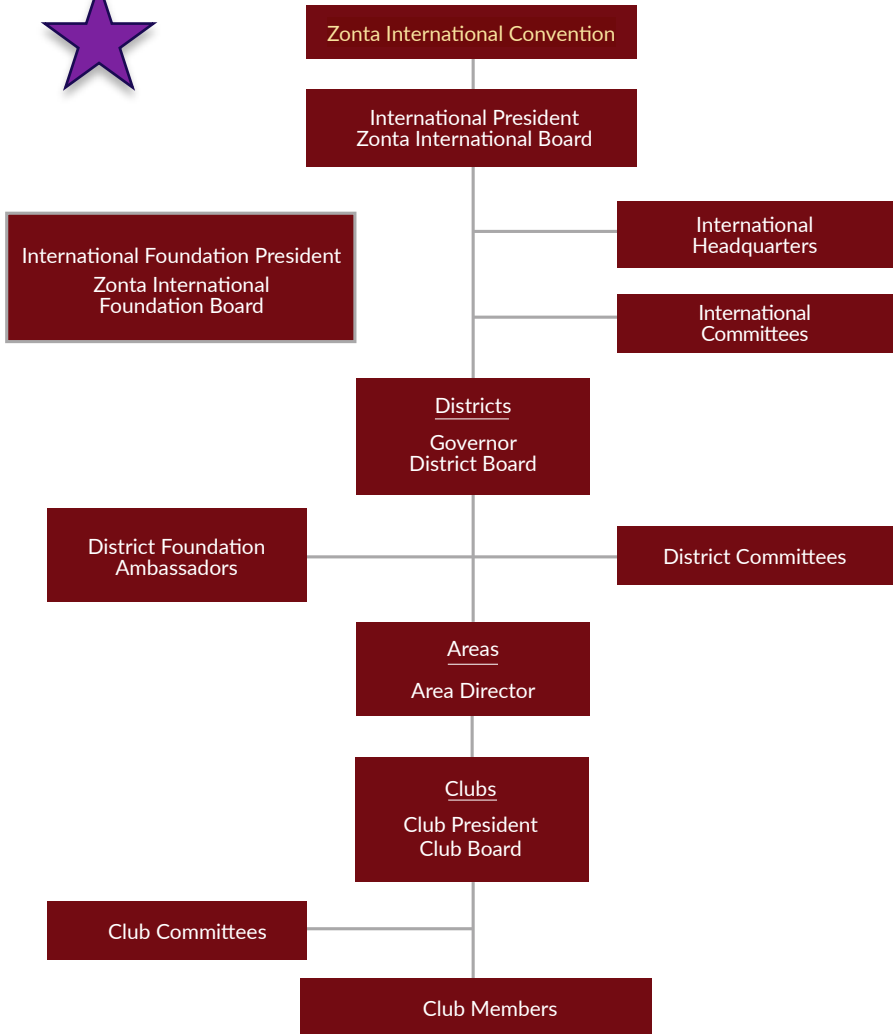 Zonta International Convention
International President
Zonta International Board
International
Headquarters
International Foundation President
Zonta International
Foundation Board
International
Committees
Districts
Governor
District Board
District Foundation
Ambassadors
District Committees
Areas
Area Director
Clubs
Club President
Club Board
Club Committees
Club Members